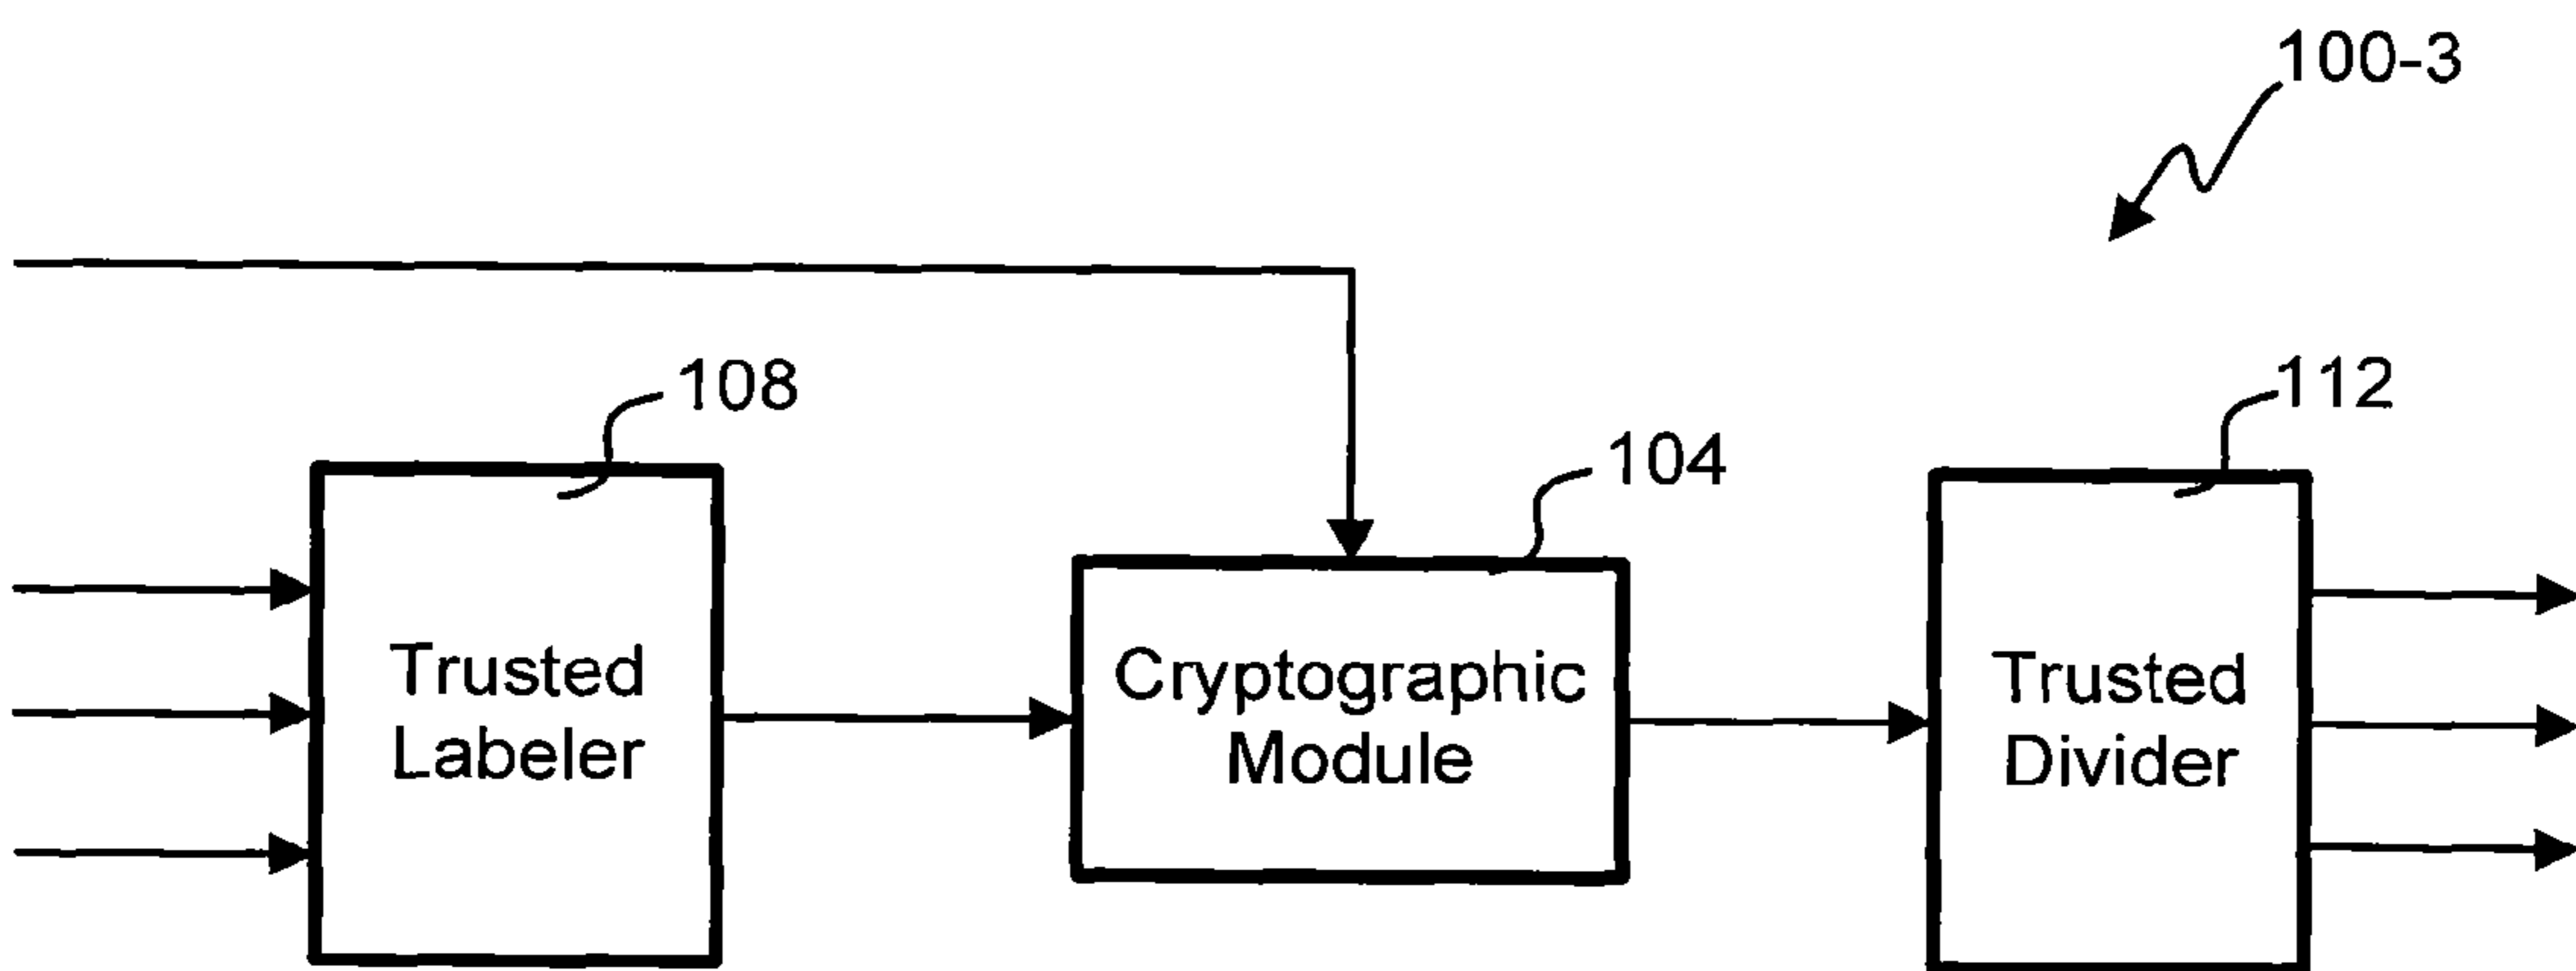 100-3
108
104
112
Trusted
Labeler
Cryptographic
Module
Trusted
Divider